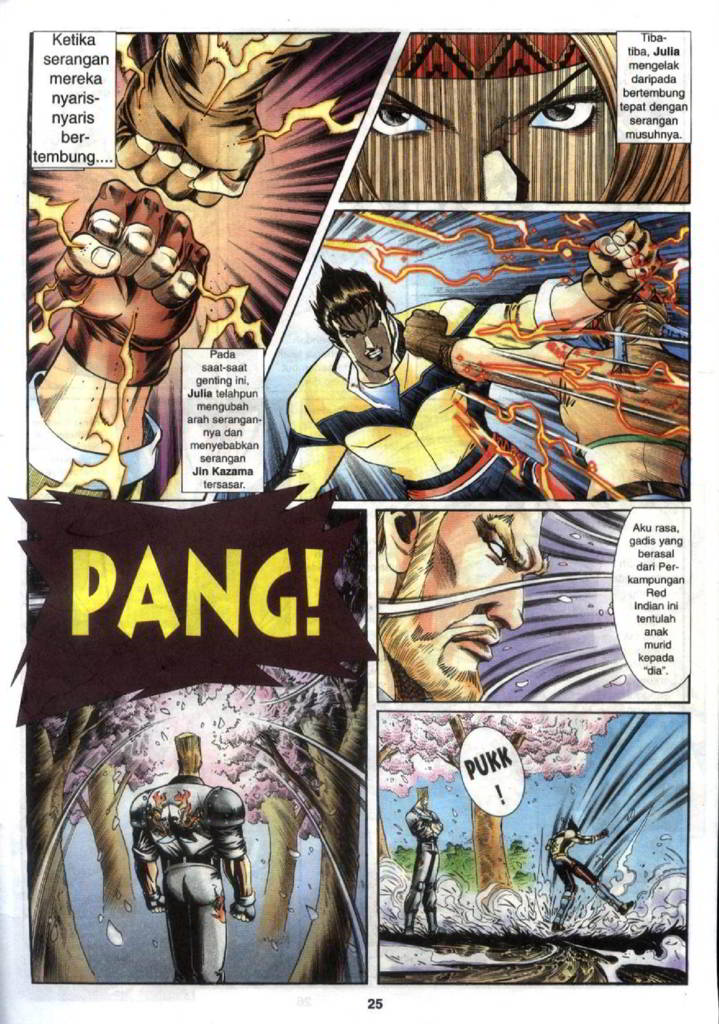 Ketika
serangan
mereka
nyaris-
nyaris
ber-
tembung....
Tiba-
tiba, Julia
mengelak
daripada
bertembung
tepat dengan
serangan
musuhnya.
Pada
saat-saat
genting ini,
Julia telahpun
mengubah
arah serangan-
nya dan
menyebabkan
serangan
Jin Kazama
tersasar.
PANG!
Aku rasa,
gadis yang
berasal
dari Per-
kampungan
Red
Indian ini
tentulah
anak
murid
kepada
"dia".
PUKK
!
25